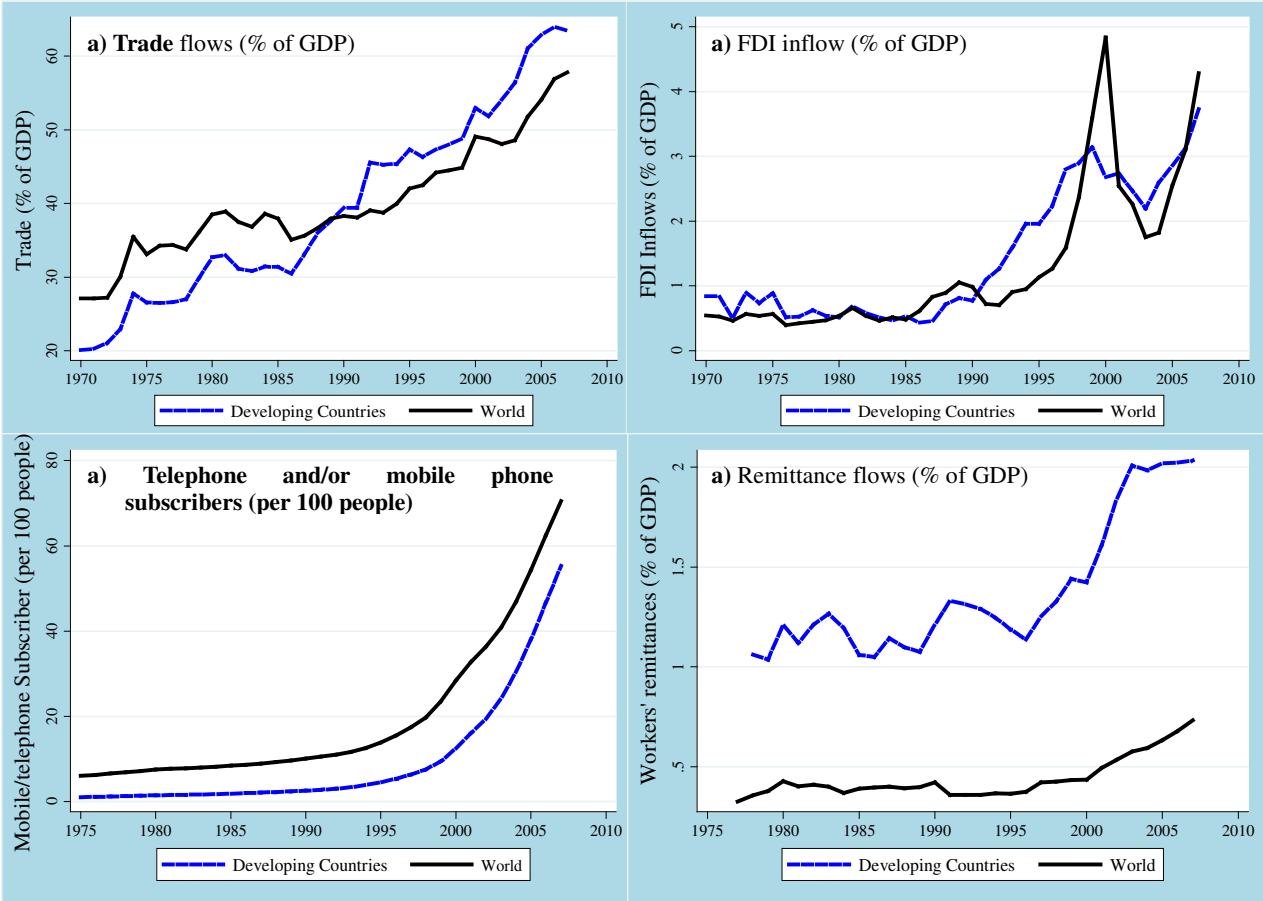 a) Trade flows (% of GDP)
Trade (% of GDP)
60
50
40
30
20
1970 1975 1980 1985 1990 1995 2000 2005 2010
Developing Countries World
a) FDI inflow (% of GDP)
FDI Inflows (% of GDP)
5
4
3
2
1
0
1970 1975 1980 1985 1990 1995 2000 2005 2010
Developing Countries World
a) Telephone and/or mobile phone
subscribers (per 100 people)
Mobile/telephone Subscriber (per 100 people)
80
60
40
20
0
1975 1980 1985 1990 1995 2000 2005 2010
Developing Countries World
a) Remittance flows (% of GDP)
Workers' remittances (% of GDP)
2
1.5
1
.5
1975 1980 1985 1990 1995 2000 2005 2010
Developing Countries World